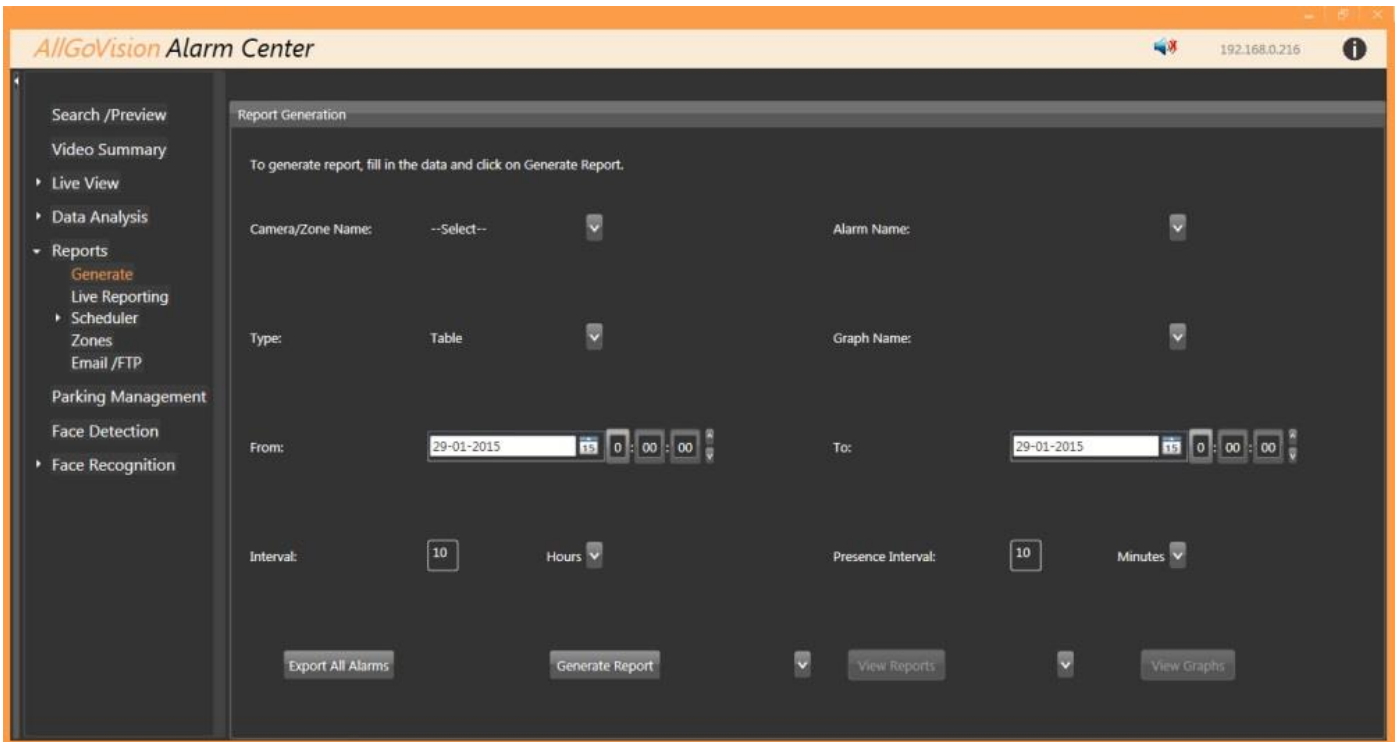 AllGoVision Alarm Center
192.168.0.216
Search /Preview
Video Summary
Live View
Data Analysis
Reports
Generate
Live Reporting
Scheduler
Zones
Email /FTP
Parking Management
Face Detection
Face Recognition
Report Generation
To generate report, fill in the data and click on Generate Report.
Camera/Zone Name: --Select-- Alarm Name:
Type: Table Graph Name:
From: 29-01-2015 15 0 : 00 : 00 To: 29-01-2015 15 0 : 00 : 00
Interval: 10 Hours Presence Interval: 10 Minutes
Export All Alarms Generate Report View Reports View Graphs